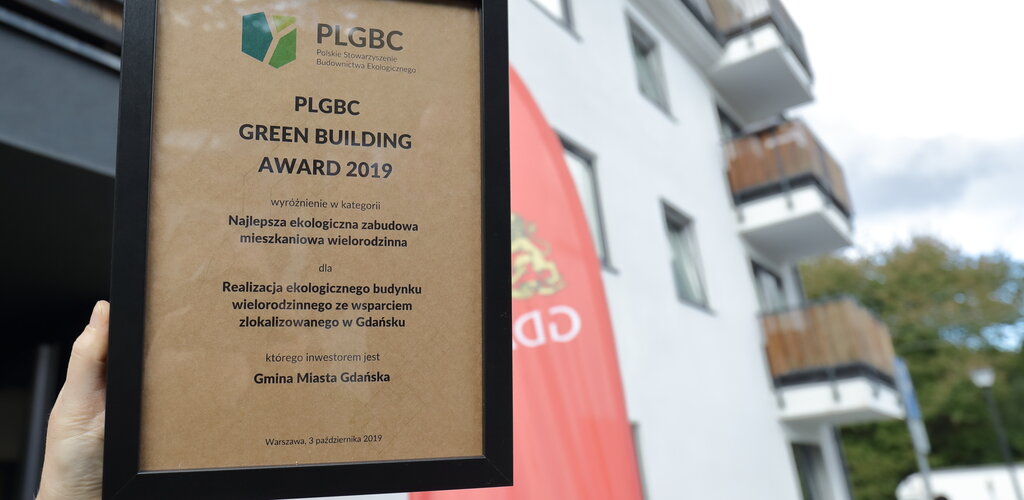 PLGBC
Polskie Stowarzyszenie
Budownictwa Ekologicznego
PLGBC
GREEN BUILDING
AWARD 2019
wyróżnienie w kategorii
Najlepsza ekologiczna zabudowa
mieszkaniowa wielorodzinna
dla
Realizacja ekologicznego budynku
wielorodzinnego ze wsparciem
zlokalizowanego w Gdańsku
którego inwestorem jest
Gmina Miasta Gdańska
Warszawa, 3 października 2019